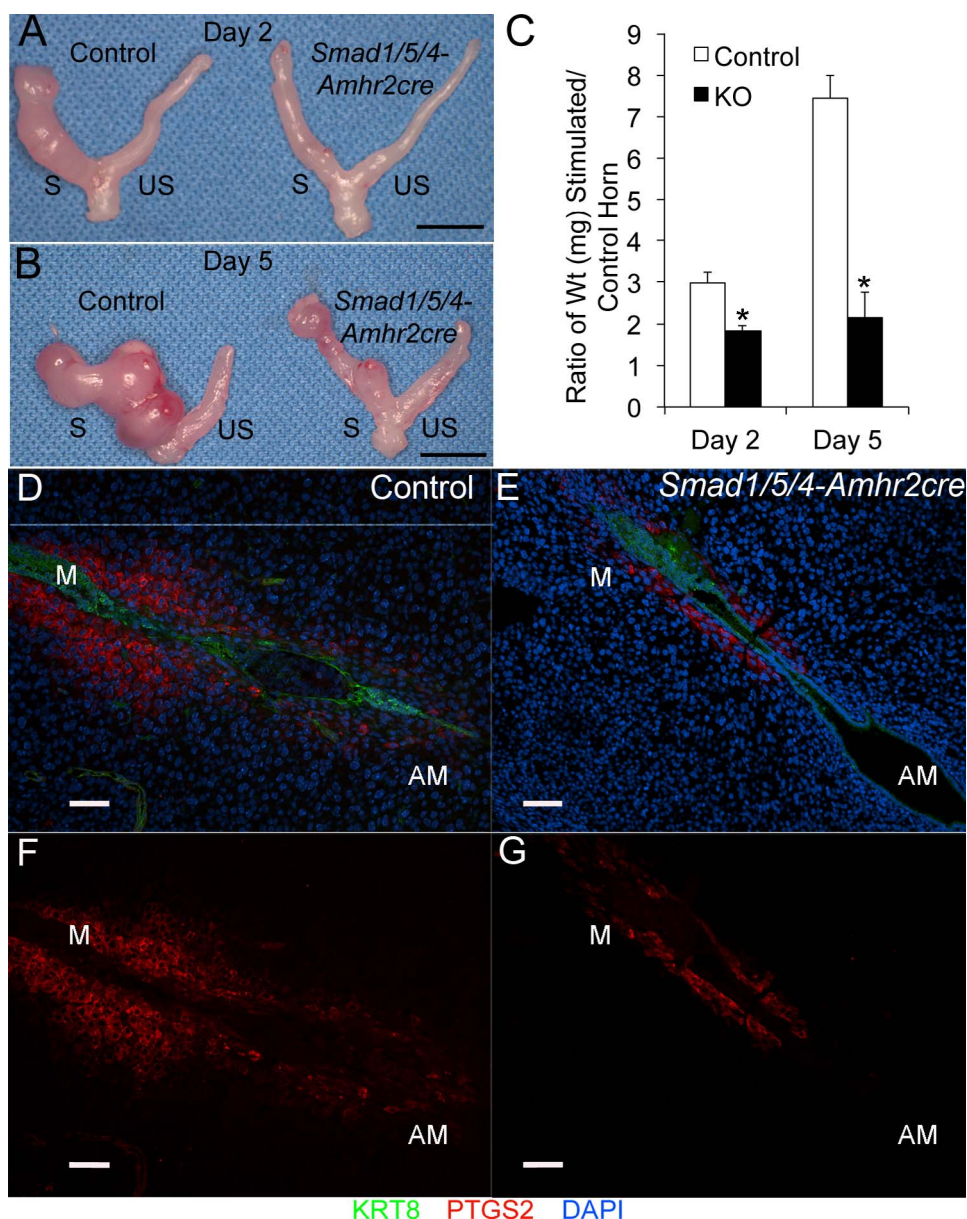 A
Day 2
Control
Smad1/5/4-
Amhr2cre
S
US
B
Day 5
Control
Smad1/5/4-
Amhr2cre
S
US
C
Ratio of Wt (mg) Stimulated/
Control Horn
9
8
7
6
5
4
3
2
1
0
Control
KO
*
*
Day 2
Day 5
D
Control
M
AM
E
Smad1/5/4-Amhr2cre
M
AM
F
M
AM
G
M
AM
KRT8 PTGS2 DAPI